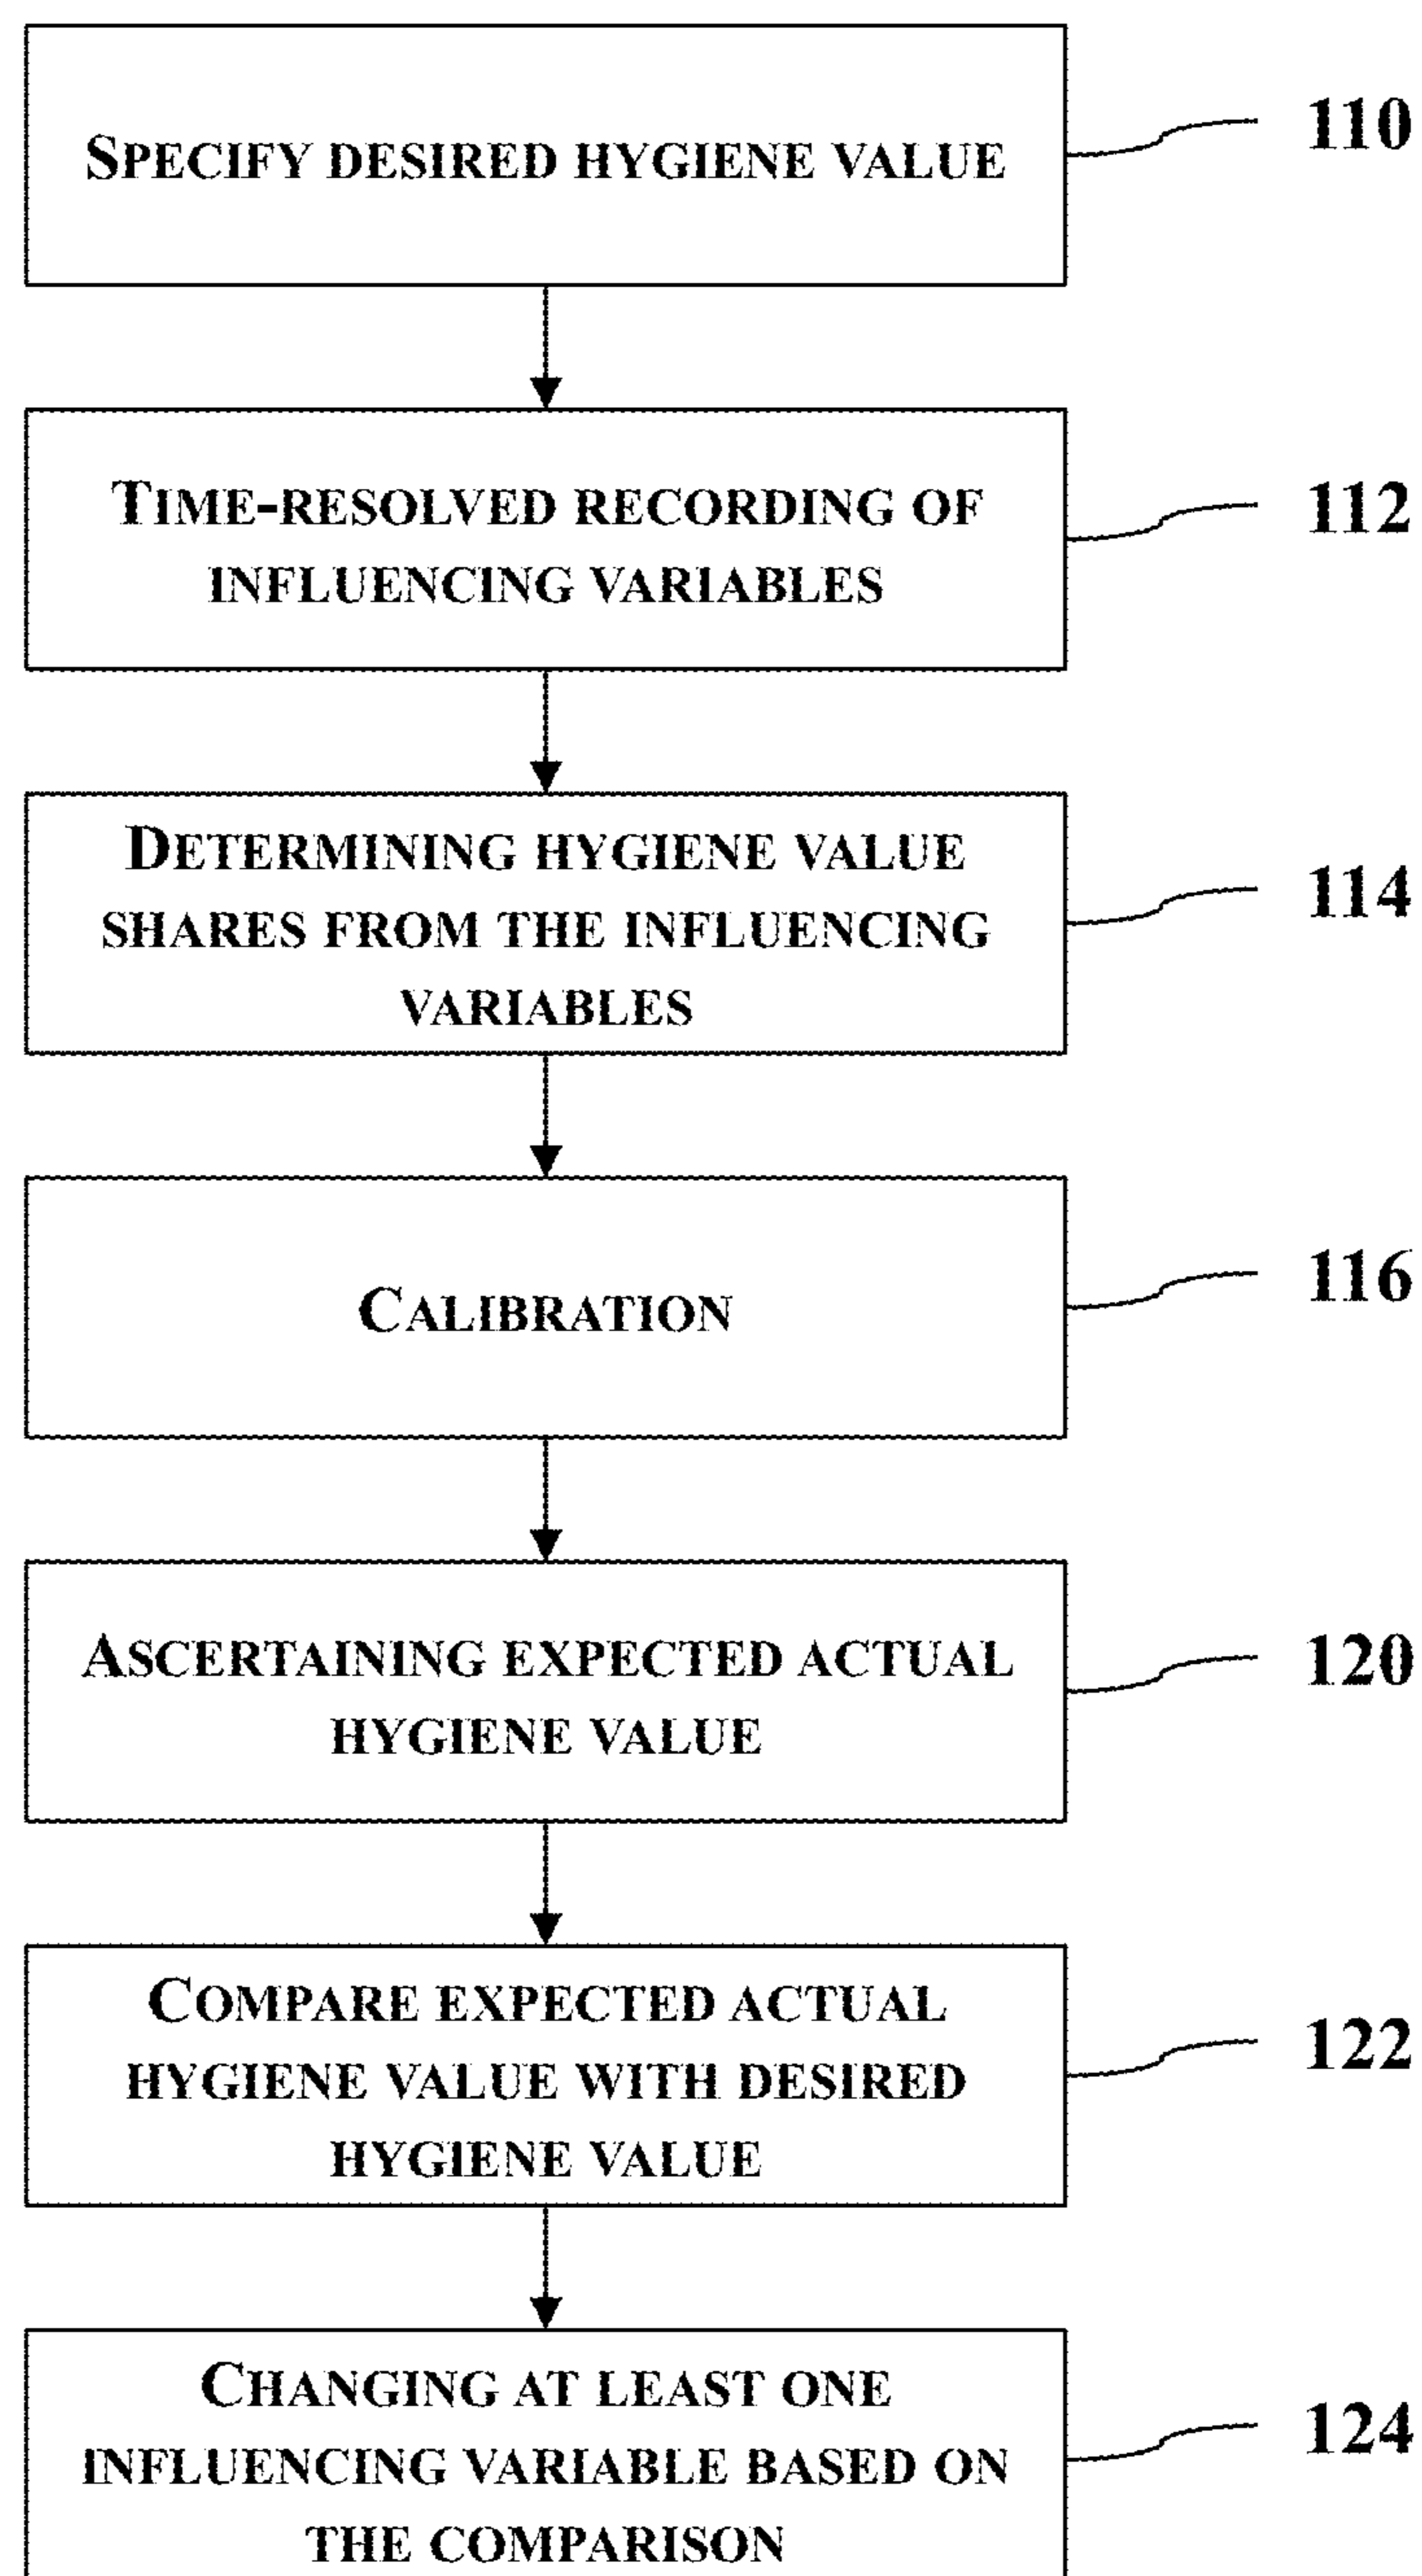 SPECIFY DESIRED HYGIENE VALUE
110
TIME-RESOLVED RECORDING OF
INFLUENCING VARIABLES
112
DETERMINING HYGIENE VALUE
SHARES FROM THE INFLUENCING
VARIABLES
114
CALIBRATION
116
ASCERTAINING EXPECTED ACTUAL
HYGIENE VALUE
120
COMPARE EXPECTED ACTUAL
HYGIENE VALUE WITH DESIRED
HYGIENE VALUE
122
CHANGING AT LEAST ONE
INFLUENCING VARIABLE BASED ON
THE COMPARISON
124